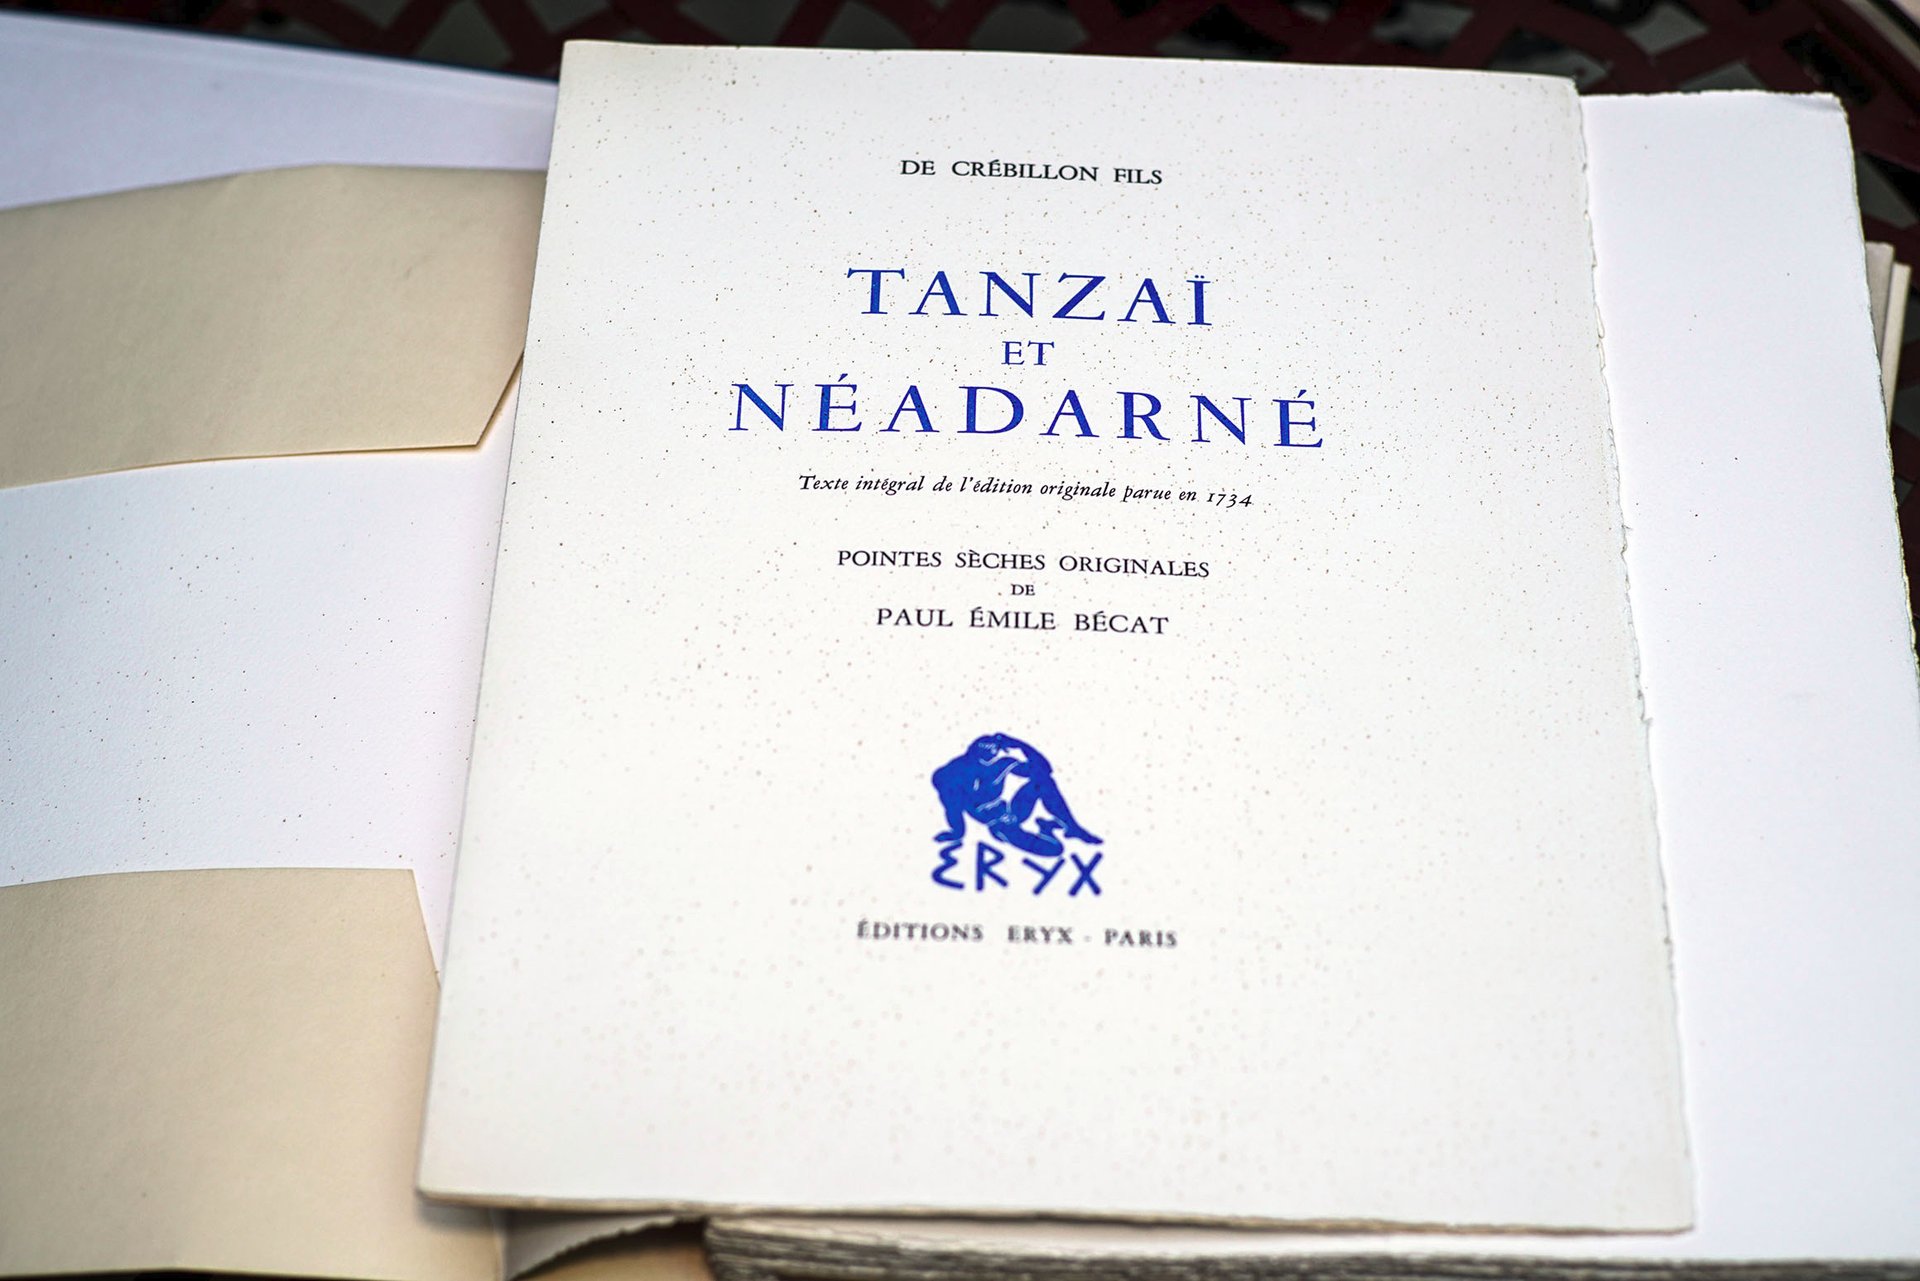 DE CRÉBILLON FILS
TANZAÏ
ET
NÉADARNÉ
Texte intégral de l'édition originale parue en 1734
POINTES SÈCHES ORIGINALES
DE
PAUL ÉMILE BÉCAT
ERYX
ÉDITIONS ERYX - PARIS